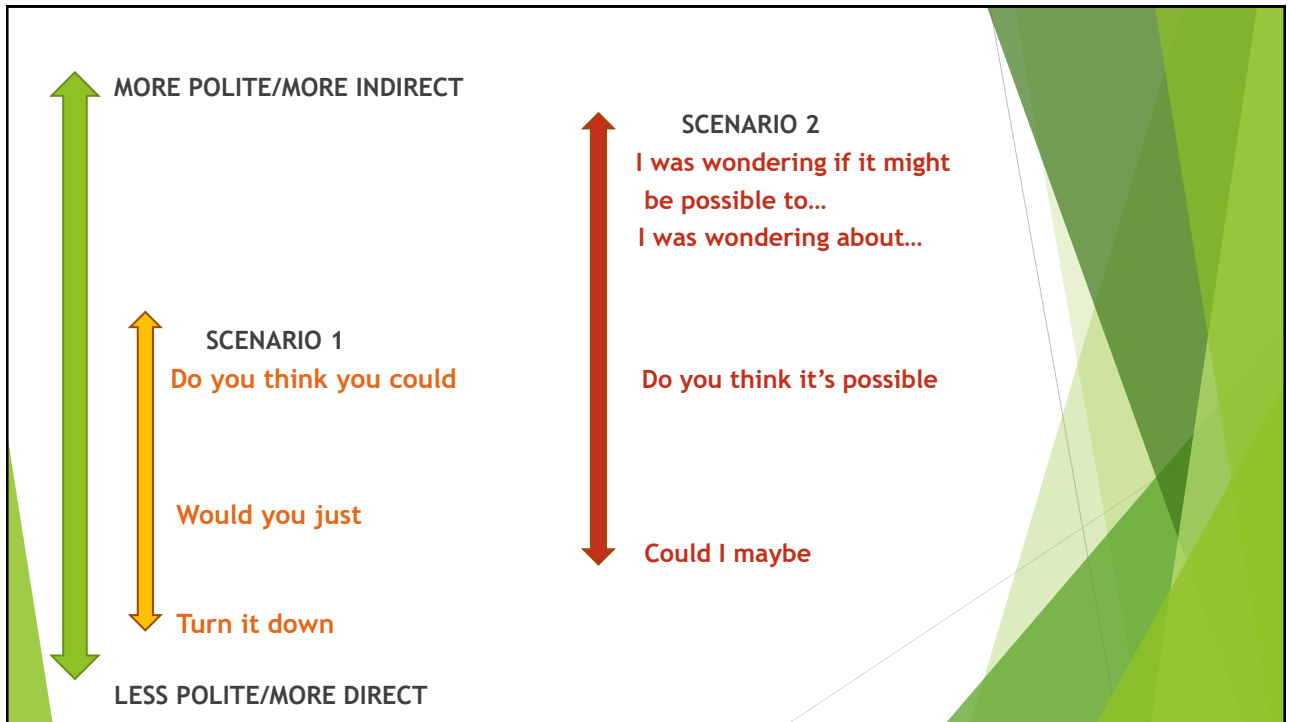 MORE POLITE/MORE INDIRECT
SCENARIO 1
Do you think you could
Would you just
Turn it down
LESS POLITE/MORE DIRECT
SCENARIO 2
I was wondering if it might
be possible to…
I was wondering about…
Do you think it’s possible
Could I maybe